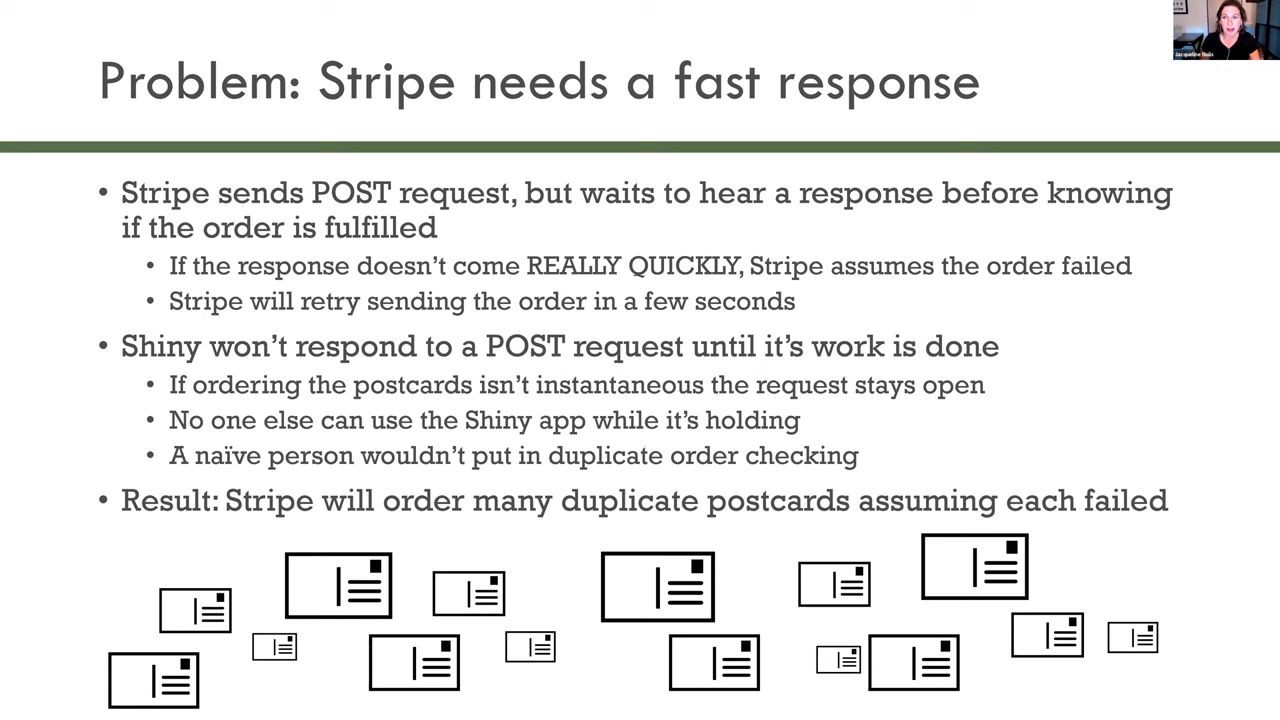 Jacqueline Nolis
Problem: Stripe needs a fast response
• Stripe sends POST request, but waits to hear a response before knowing
if the order is fulfilled
• If the response doesn't come REALLY QUICKLY, Stripe assumes the order failed
• Stripe will retry sending the order in a few seconds
• Shiny won't respond to a POST request until it's work is done
• If ordering the postcards isn't instantaneous the request stays open
• No one else can use the Shiny app while it's holding
• A naïve person wouldn't put in duplicate order checking
• Result: Stripe will order many duplicate postcards assuming each failed